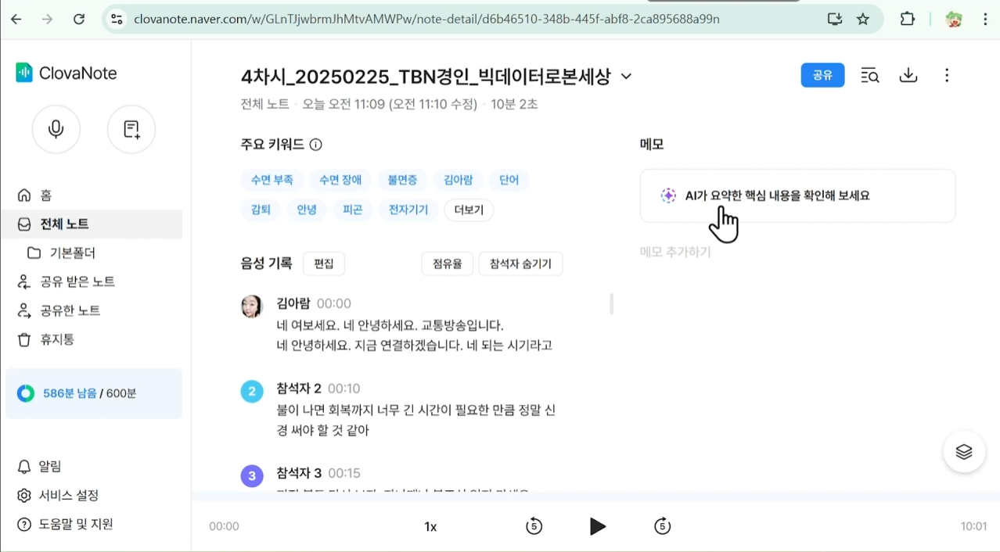 clovanote.naver.com/w/GLnTJjwbrmJhMtvAMWPw/note-detail/d6b46510-348b-445f-abf8-2ca895688a99n
ClovaNote
홈
전체 노트
기본폴더
공유 받은 노트
공유한 노트
휴지통
586분 남음 / 600분
알림
서비스 설정
도움말 및 지원
4차시_20250225_TBN경인_빅데이터로본세상
공유
전체 노트 · 오늘 오전 11:09 (오전 11:10 수정) · 10분 2초
주요 키워드
수면 부족 수면 장애 불면증 김아람 단어
감퇴 안녕 피곤 전자기기 더보기
음성 기록 편집 점유율 참석자 숨기기
김아람 00:00
네 여보세요. 네 안녕하세요. 교통방송입니다.
네 안녕하세요. 지금 연결하겠습니다. 네 되는 시기라고
2 참석자 2 00:10
불이 나면 회복까지 너무 긴 시간이 필요한 만큼 정말 신
경 써야 할 것 같아
3 참석자 3 00:15
메모
AI가 요약한 핵심 내용을 확인해 보세요
메모 추가하기
00:00 1x 5 5 10:01